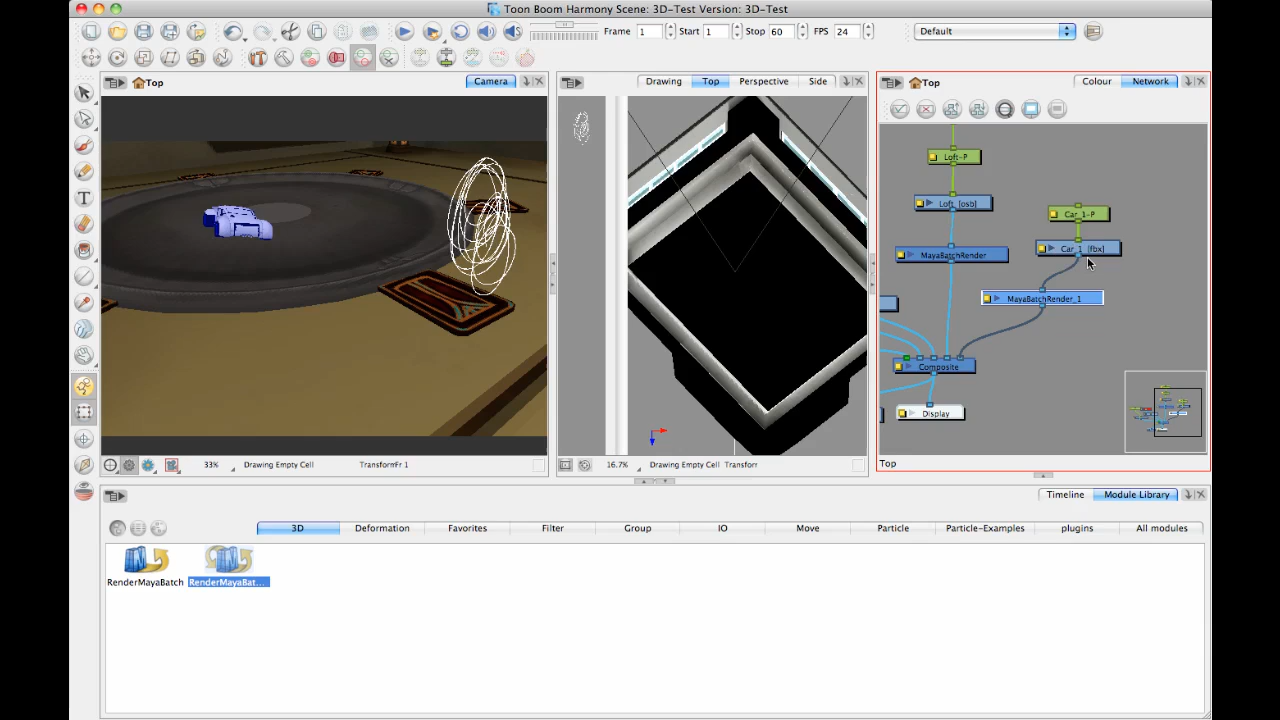 Toon Boom Harmony Scene: 3D-Test Version: 3D-Test
Frame 1 Start 1 Stop 60 FPS 24 Default
Top Camera
Drawing Top Perspective Side
Top Colour Network
T
Loft-P
Loft [osb]
Car_1-P
MayaBatchRender
Car_1 [fbx]
MayaBatchRender_1
Composite
Display
33% Drawing Empty Cell TransformFr 1
16.7% Drawing Empty Cell Transforr
Top
Timeline Module Library
3D Deformation Favorites Filter Group IO Move Particle Particle-Examples plugins All modules
RenderMayaBatch RenderMayaBat...